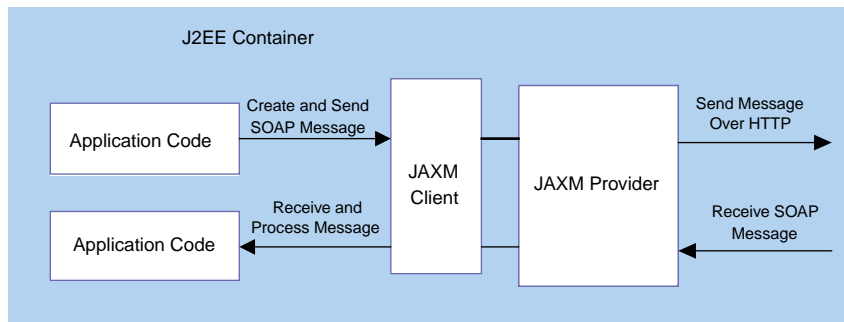 J2EE Container
Application Code
Create and Send
SOAP Message
JAXM
Client
JAXM Provider
Send Message
Over HTTP
Application Code
Receive and
Process Message
Receive SOAP
Message